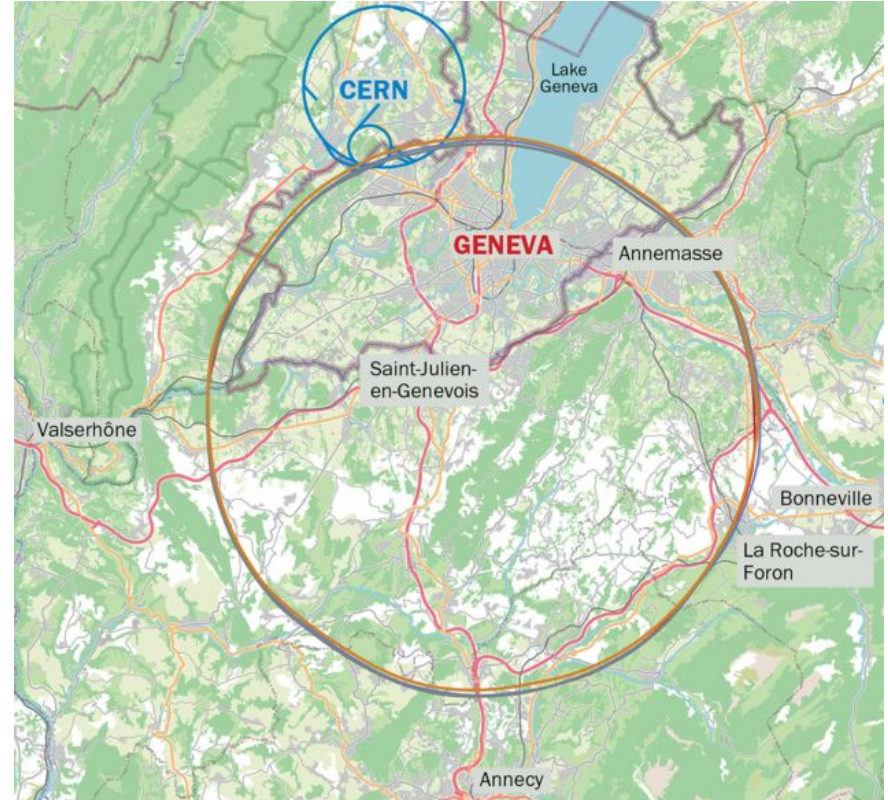 Lake
Geneva
CERN
GENEVA
Annemasse
Saint-Julien-
en-Genevois
Valserhône
Bonneville
La Roche-sur-
Foron
Annecy